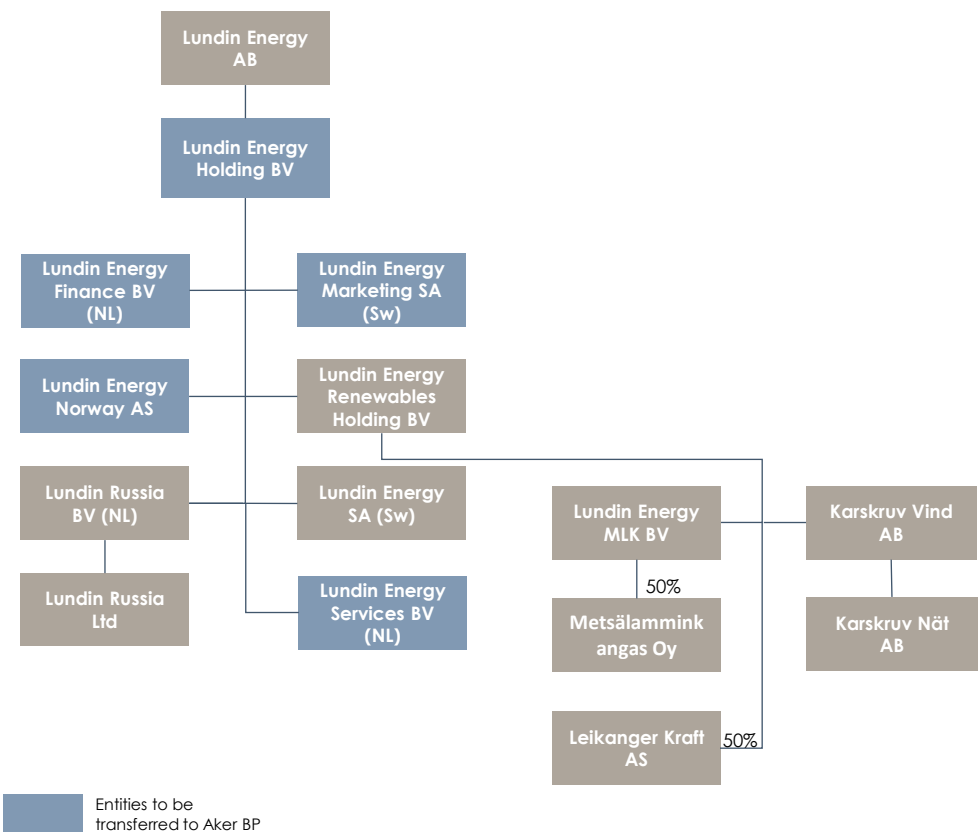 Lundin Energy
AB
Lundin Energy
Holding BV
Lundin Energy
Finance BV
(NL)
Lundin Energy
Marketing SA
(Sw)
Lundin Energy
Norway AS
Lundin Energy
Renewables
Holding BV
Lundin Russia
BV (NL)
Lundin Energy
SA (Sw)
Lundin Energy
MLK BV
Karskruv Vind
AB
Lundin Russia
Ltd
Lundin Energy
Services BV
(NL)
50%
Metsälammink
angas Oy
Karskruv Nät
AB
Leikanger Kraft
AS
50%
Entities to be
transferred to Aker BP